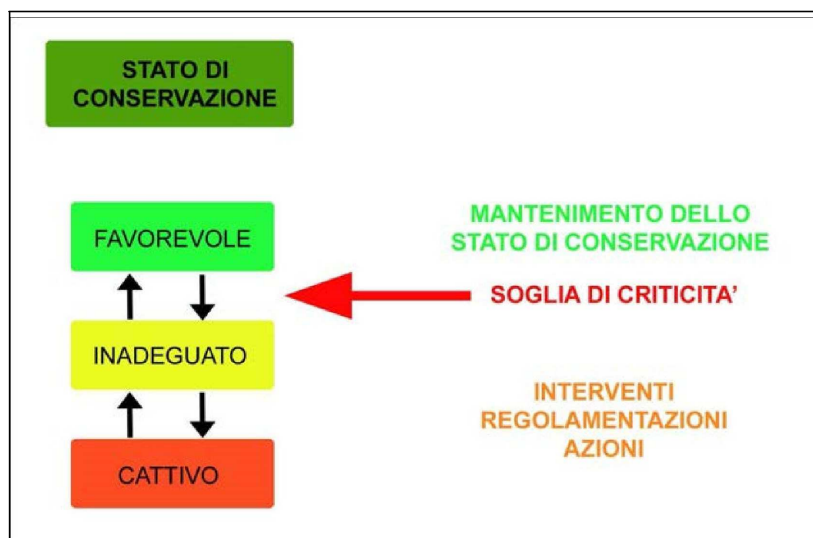 STATO DI
CONSERVAZIONE
FAVOREVOLE
MANTENIMENTO DELLO
STATO DI CONSERVAZIONE
SOGLIA DI CRITICITA'
INADEGUATO
INTERVENTI
REGOLAMENTAZIONI
AZIONI
CATTIVO